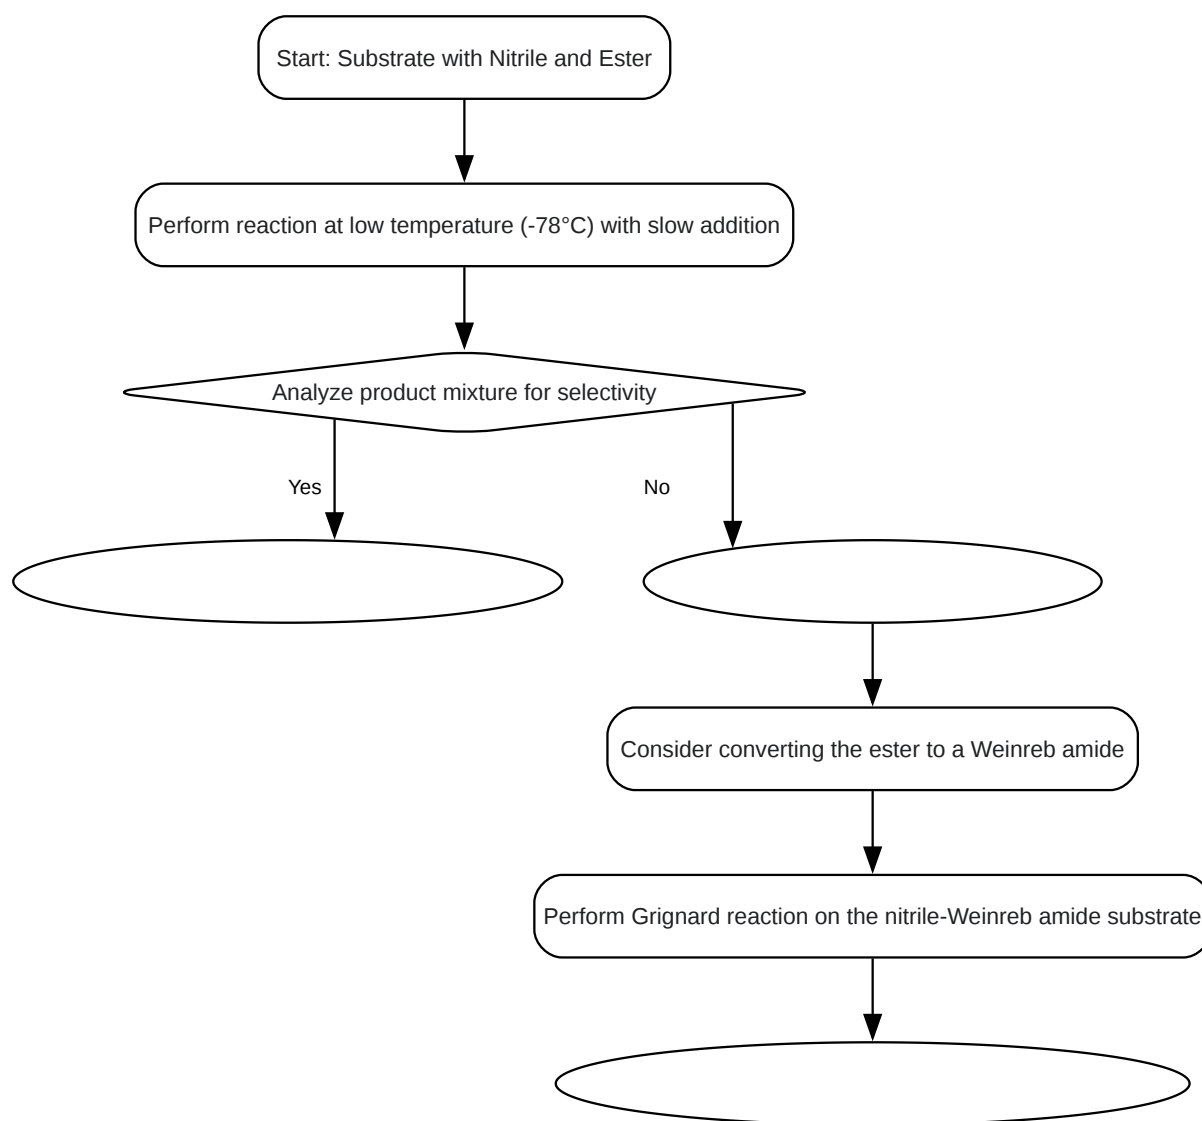 Start: Substrate with Nitrile and Ester
Perform reaction at low temperature (-78°C) with slow addition
Analyze product mixture for selectivity
Yes
No
Consider converting the ester to a Weinreb amide
Perform Grignard reaction on the nitrile-Weinreb amide substrate